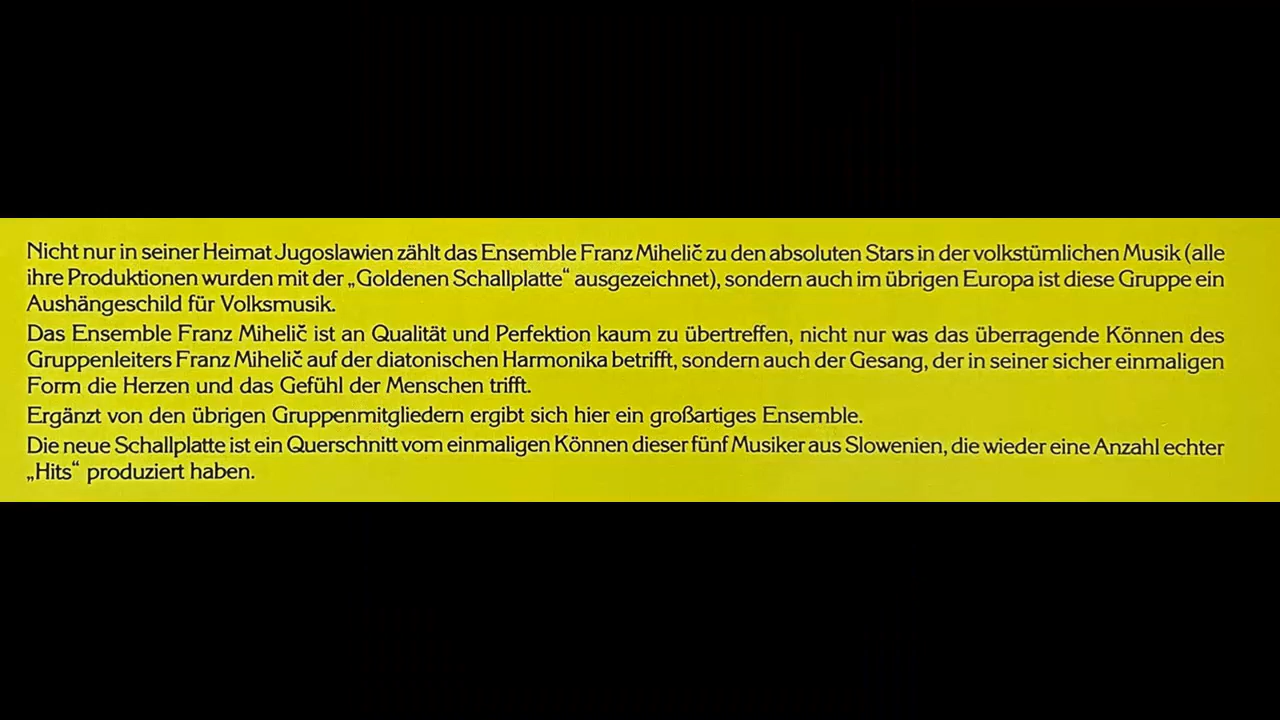 Nicht nur in seiner Heimat Jugoslawien zählt das Ensemble Franz Mihelič zu den absoluten Stars in der volkstümlichen Musik (alle
ihre Produktionen wurden mit der „Goldenen Schallplatte“ ausgezeichnet), sondern auch im übrigen Europa ist diese Gruppe ein
Aushängeschild für Volksmusik.
Das Ensemble Franz Mihelič ist an Qualität und Perfektion kaum zu übertreffen, nicht nur was das überragende Können des
Gruppenleiters Franz Mihelič auf der diatonischen Harmonika betrifft, sondern auch der Gesang, der in seiner sicher einmaligen
Form die Herzen und das Gefühl der Menschen trifft.
Ergänzt von den übrigen Gruppenmitgliedern ergibt sich hier ein großartiges Ensemble.
Die neue Schallplatte ist ein Querschnitt vom einmaligen Können dieser fünf Musiker aus Slowenien, die wieder eine Anzahl echter
„Hits“ produziert haben.